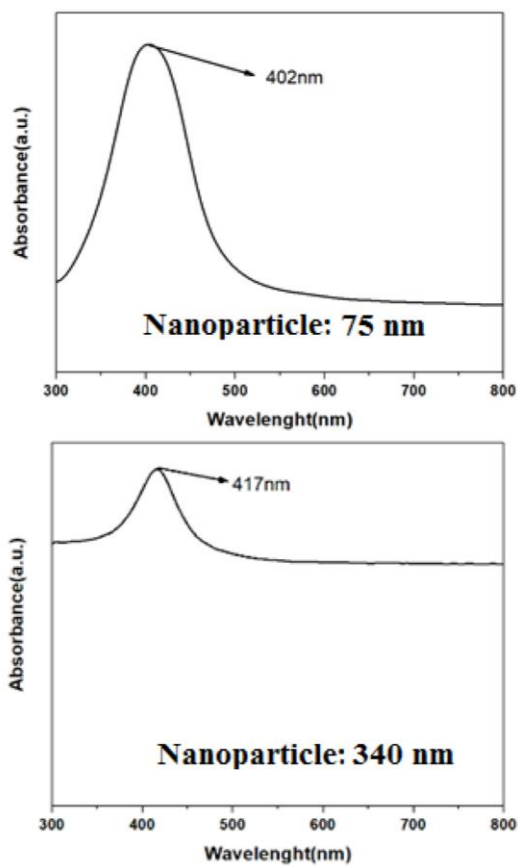 402nm
Absorbance(a.u.)
Nanoparticle: 75 nm
300 400 500 600 700 800
Wavelenght(nm)
417nm
Absorbance(a.u.)
Nanoparticle: 340 nm
300 400 500 600 700 800
Wavelenght(nm)